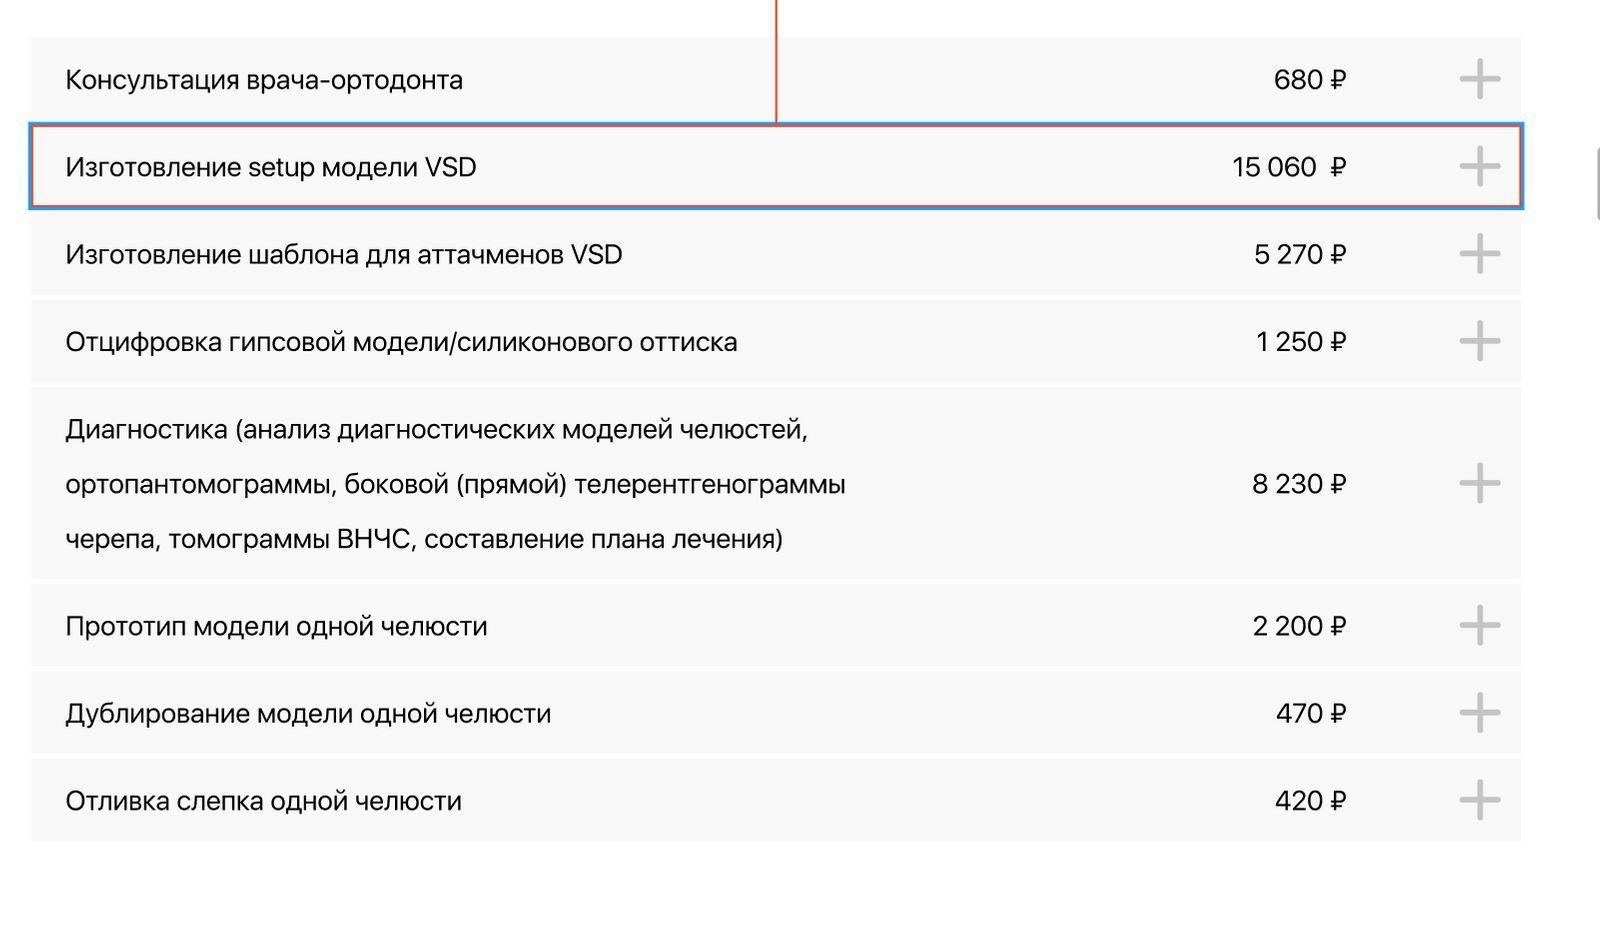 Консультация врача-ортодонта 680 ₽
Изготовление setup модели VSD 15 060 ₽
Изготовление шаблона для аттачменов VSD 5 270 ₽
Отцифровка гипсовой модели/силиконового оттиска 1 250 ₽
Диагностика (анализ диагностических моделей челюстей,
ортопантомограммы, боковой (прямой) телерентгенограммы 8 230 ₽
черепа, томограммы ВНЧС, составление плана лечения)
Прототип модели одной челюсти 2 200 ₽
Дублирование модели одной челюсти 470 ₽
Отливка слепка одной челюсти 420 ₽